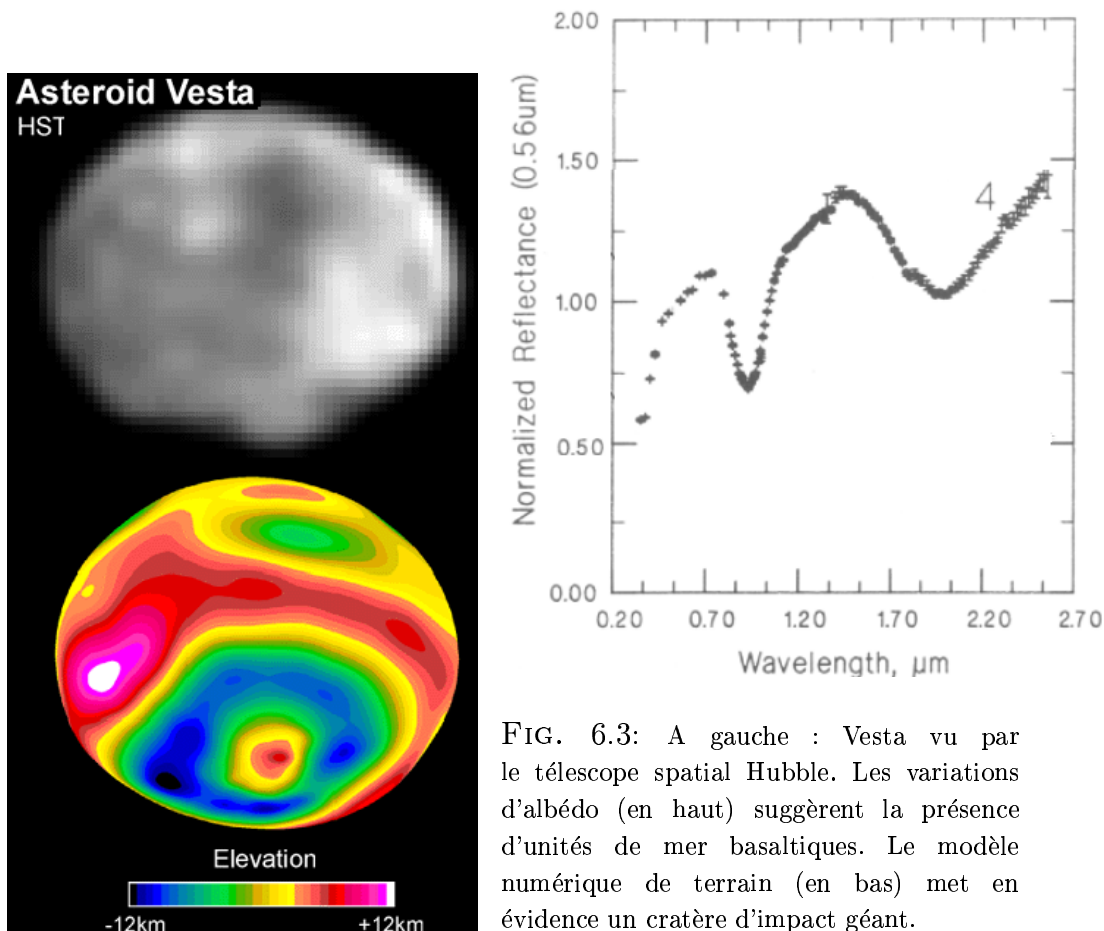 Asteroid Vesta
HST
Elevation
-12km +12km
2.00
1.50
1.00
0.50
0.00
Normalized Reflectance (0.56um)
4
0.20 0.70 1.20 1.70 2.20 2.70
Wavelength, µm
FIG. 6.3: A gauche : Vesta vu par
le télescope spatial Hubble. Les variations
d'albédo (en haut) suggèrent la présence
d'unités de mer basaltiques. Le modèle
numérique de terrain (en bas) met en
évidence un cratère d'impact géant.